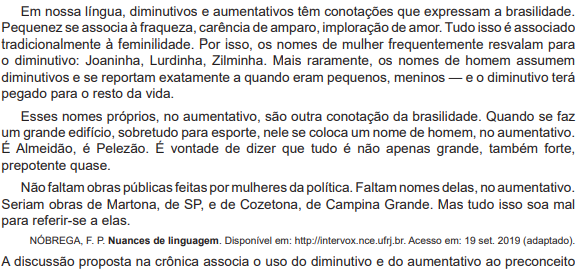 Em nossa língua, diminutivos e aumentativos têm conotações que expressam a brasilidade.
Pequenez se associa à fraqueza, carência de amparo, imploração de amor. Tudo isso é associado
tradicionalmente à feminilidade. Por isso, os nomes de mulher frequentemente resvalam para
o diminutivo: Joaninha, Lurdinha, Zilminha. Mais raramente, os nomes de homem assumem
diminutivos e se reportam exatamente a quando eram pequenos, meninos — e o diminutivo terá
pegado para o resto da vida.
Esses nomes próprios, no aumentativo, são outra conotação da brasilidade. Quando se faz
um grande edifício, sobretudo para esporte, nele se coloca um nome de homem, no aumentativo.
É Almeidão, é Pelezão. É vontade de dizer que tudo é não apenas grande, também forte,
prepotente quase.
Não faltam obras públicas feitas por mulheres da política. Faltam nomes delas, no aumentativo.
Seriam obras de Martona, de SP, e de Cozetona, de Campina Grande. Mas tudo isso soa mal
para referir-se a elas.
NÓBREGA, F. P. Nuances de linguagem. Disponível em: http://intervox.nce.ufrj.br. Acesso em: 19 set. 2019 (adaptado).
A discussão proposta na crônica associa o uso do diminutivo e do aumentativo ao preconceito